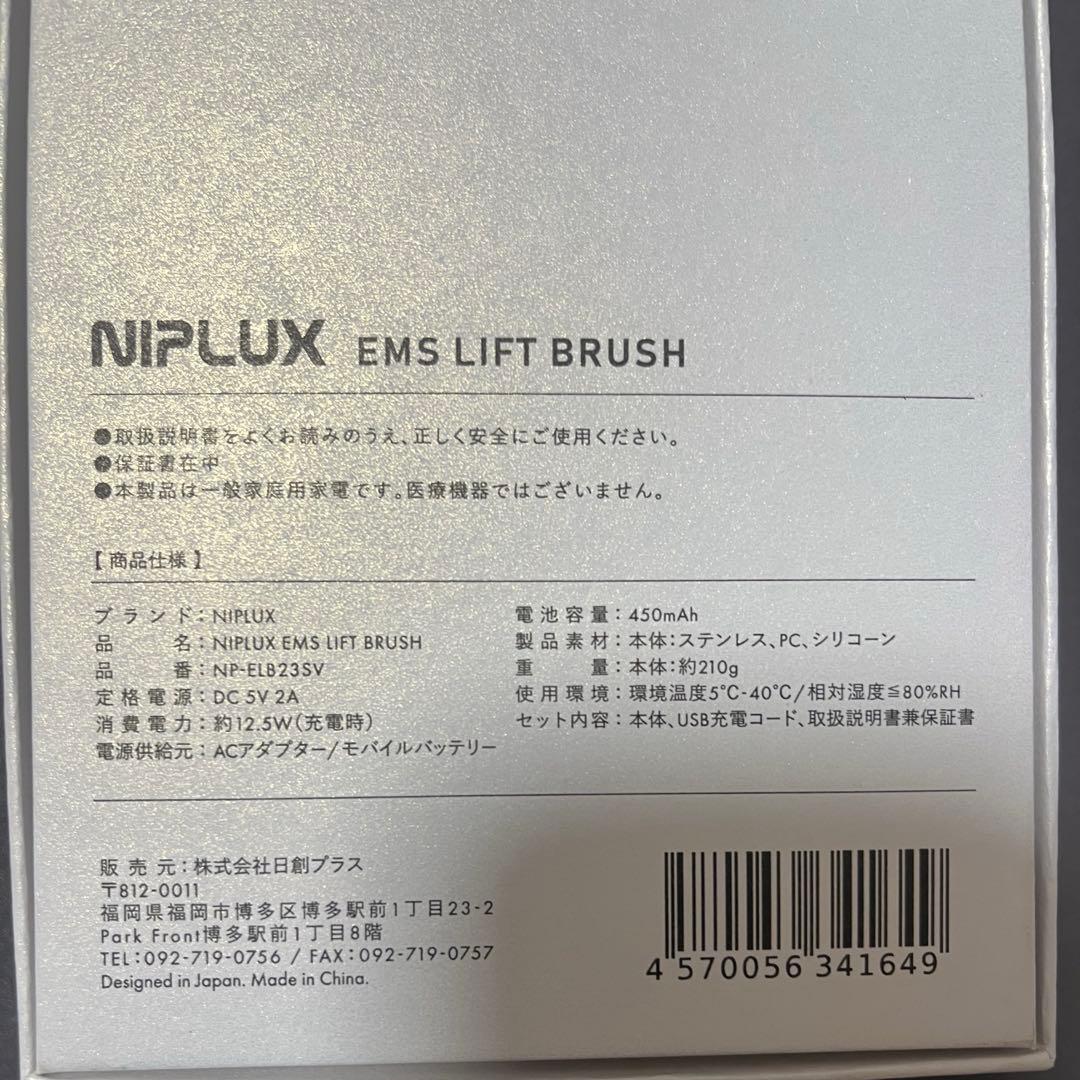 NIPLUX EMS LIFT BRUSH
●取扱説明書をよくお読みのうえ、正しく安全にご使用ください。
●保証書在中
●本製品は一般家庭用家電です。医療機器ではございません。
【商品仕様】
ブランド：NIPLUX
品名：NIPLUX EMS LIFT BRUSH
品番：NP-ELB23SV
定格電源：DC 5V 2A
消費電力：約12.5W（充電時）
電源供給元：ACアダプター/モバイルバッテリー
電池容量：450mAh
製品素材：本体：ステンレス、PC、シリコーン
重量：本体：約210g
使用環境：環境温度5℃-40℃/相対湿度≦80%RH
セット内容：本体、USB充電コード、取扱説明書兼保証書
販売元：株式会社日創プラス
〒812-0011
福岡県福岡市博多区博多駅前1丁目23-2
Park Front博多駅前1丁目8階
TEL：092-719-0756 / FAX：092-719-0757
Designed in Japan. Made in China.
4 570056 341649